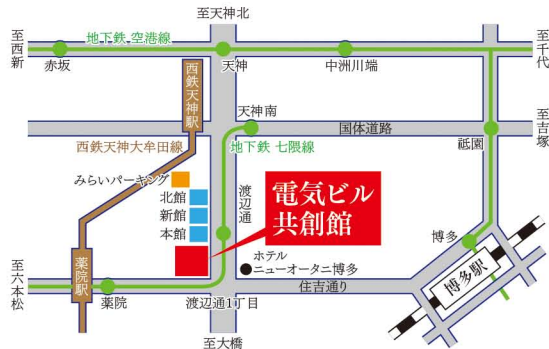 至天神北
至西新
地下鉄 空港線
赤坂
天神
中洲川端
至千代
西鉄天神駅
天神南
国体道路
至吉塚
西鉄天神大牟田線
地下鉄 七隈線
祗園
みらいパーキング
北館
新館
本館
渡辺通
電気ビル
共創館
博多
博多駅
ホテル
ニューオータニ博多
至六本松
薬院駅
薬院
渡辺通1丁目
住吉通り
至大橋